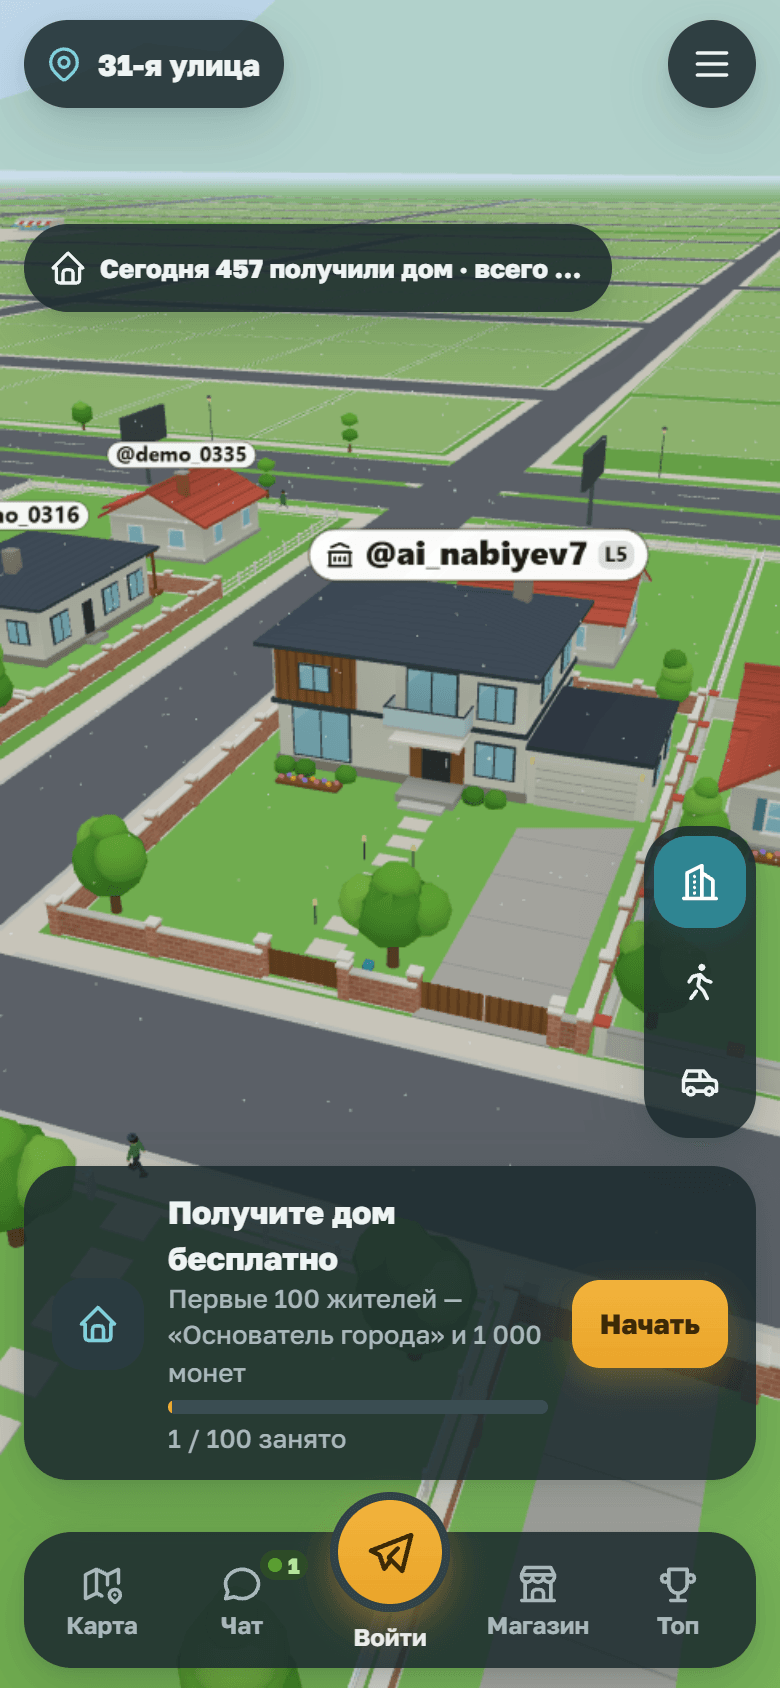 31-я улица
Сегодня 457 получили дом · всего ...
@demo_0335
no_0316
@ai_nabiyev7 L5
Получите дом
бесплатно
Первые 100 жителей —
«Основатель города» и 1 000
монет
Начать
1 / 100 занято
Карта
Чат
1
Войти
Магазин
Топ